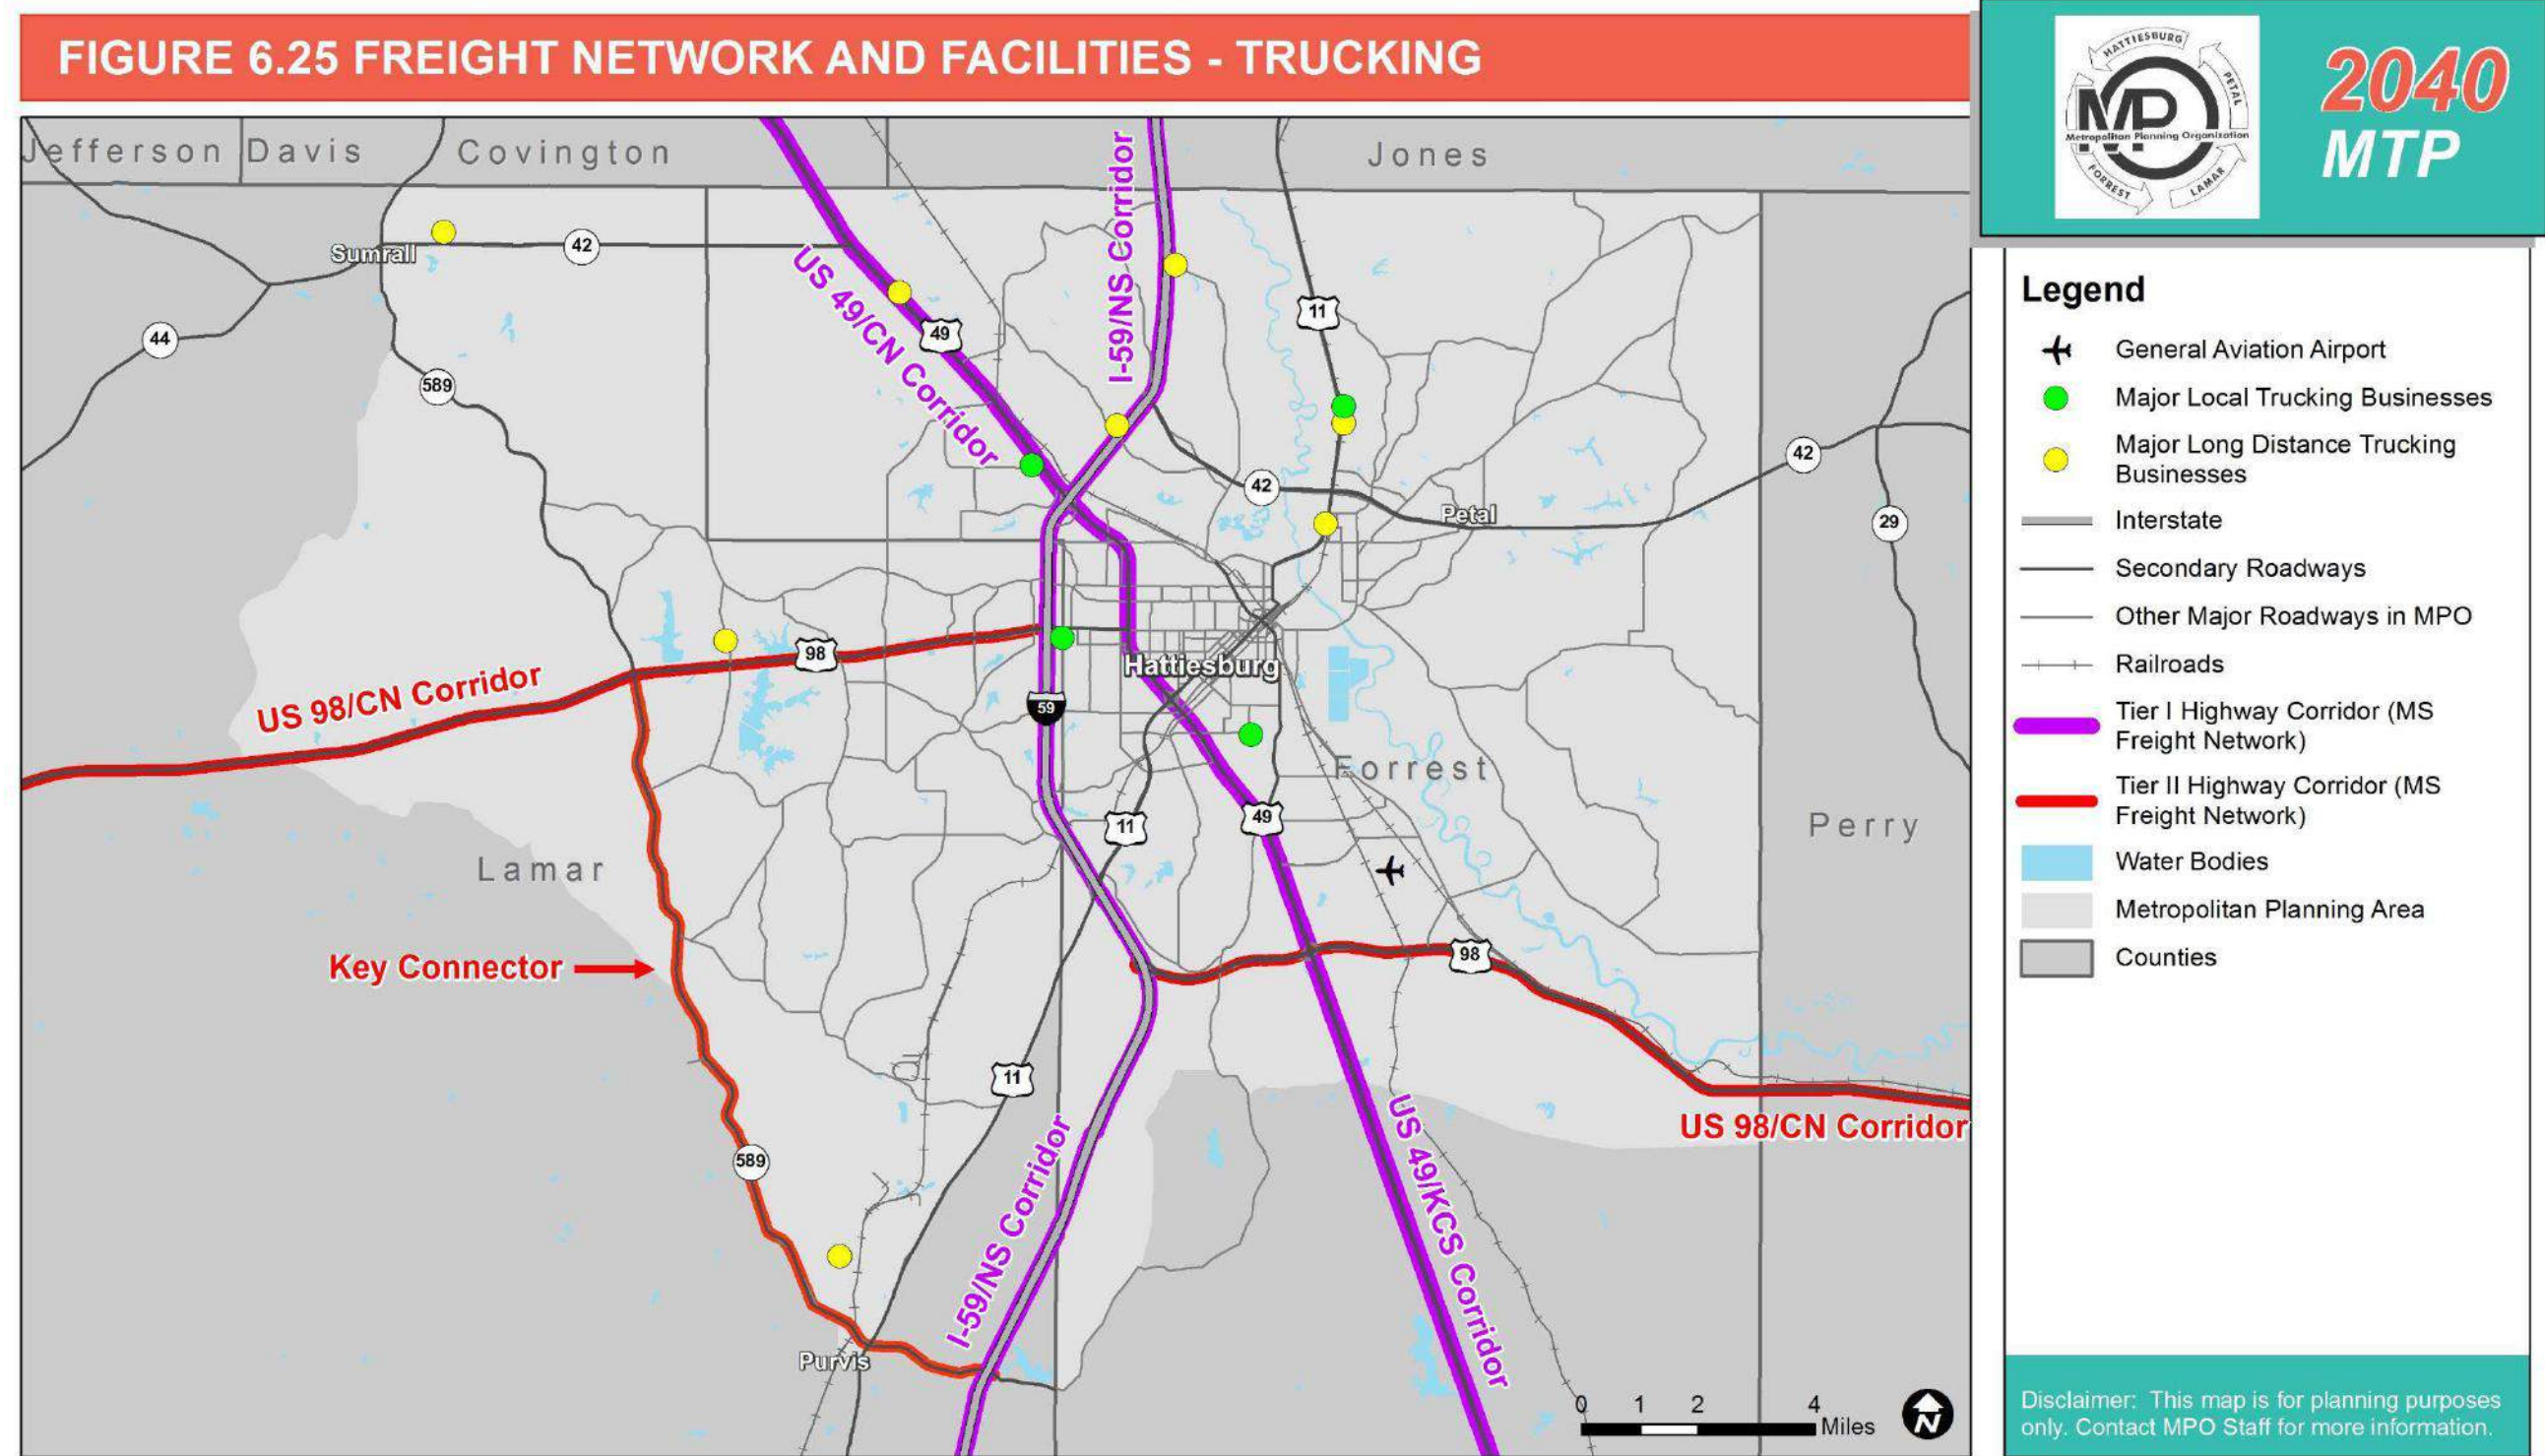 FIGURE 6.25 FREIGHT NETWORK AND FACILITIES - TRUCKING
HATTIESBURG
PETAL
MPO
Metropolitan Planning Organization
FORREST
LAMAR
2040
MTP
Jefferson Davis
Covington
Jones
Sumrall
42
44
589
US 49/CN Corridor
49
I-59/NS Corridor
11
42
Petal
42
29
98
US 98/CN Corridor
Hattiesburg
59
Forrest
11
49
Perry
Lamar
Key Connector
98
11
US 98/CN Corridor
589
I-59/NS Corridor
US 49/KCS Corridor
Purvis
0 1 2 4
Miles
N
Legend
General Aviation Airport
Major Local Trucking Businesses
Major Long Distance Trucking
Businesses
Interstate
Secondary Roadways
Other Major Roadways in MPO
Railroads
Tier I Highway Corridor (MS
Freight Network)
Tier II Highway Corridor (MS
Freight Network)
Water Bodies
Metropolitan Planning Area
Counties
Disclaimer: This map is for planning purposes
only. Contact MPO Staff for more information.